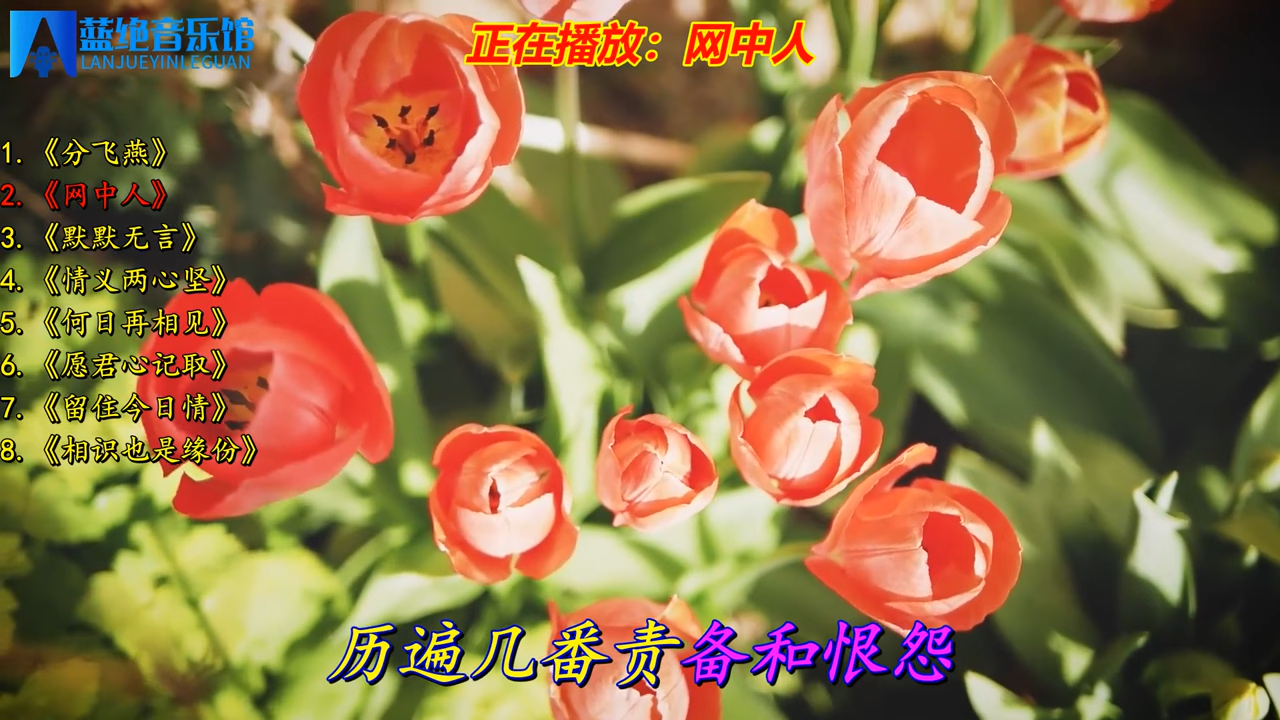 蓝绝音乐馆
LANJUEYINLEGUAN
正在播放：网中人
1.《分飞燕》
2.《网中人》
3.《默默无言》
4.《情义两心坚》
5.《何日再相见》
6.《愿君心记取》
7.《留住今日情》
8.《相识也是缘份》
历遍几番责备和恨怨